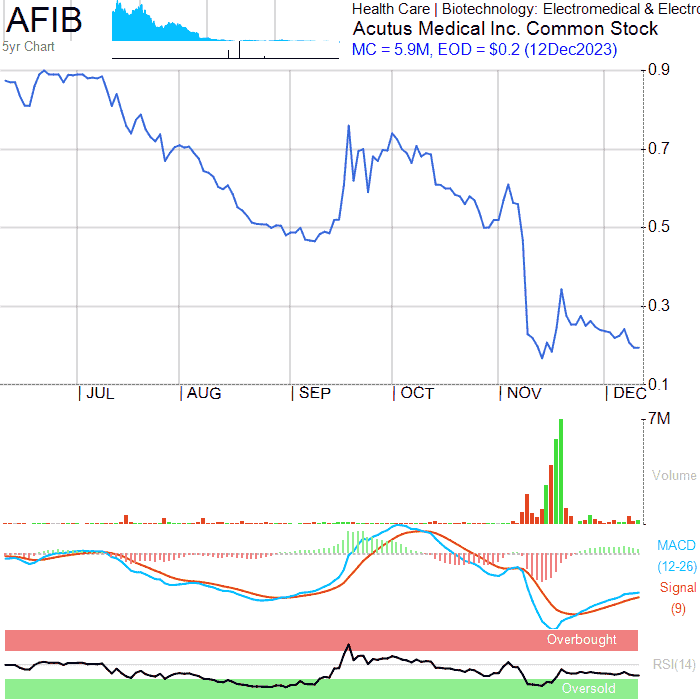 AFIB
5yr Chart
Health Care | Biotechnology: Electromedical & Electro
Acutus Medical Inc. Common Stock
MC = 5.9M, EOD = $0.2 (12Dec2023)
0.9
0.7
0.5
0.3
0.1
| JUL | AUG | SEP | OCT | NOV | DEC
7M
Volume
MACD
(12-26)
Signal
(9)
Overbought
RSI(14)
Oversold